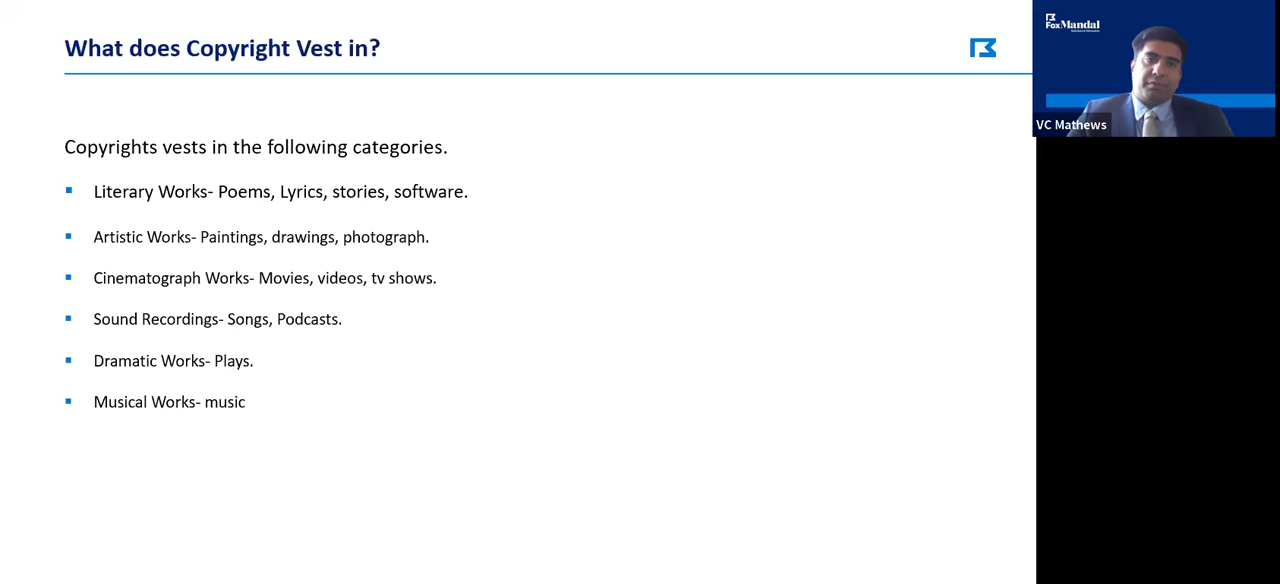 What does Copyright Vest in?
FoxMandal
VC Mathews
Copyrights vests in the following categories.
Literary Works- Poems, Lyrics, stories, software.
Artistic Works- Paintings, drawings, photograph.
Cinematograph Works- Movies, videos, tv shows.
Sound Recordings- Songs, Podcasts.
Dramatic Works- Plays.
Musical Works- music